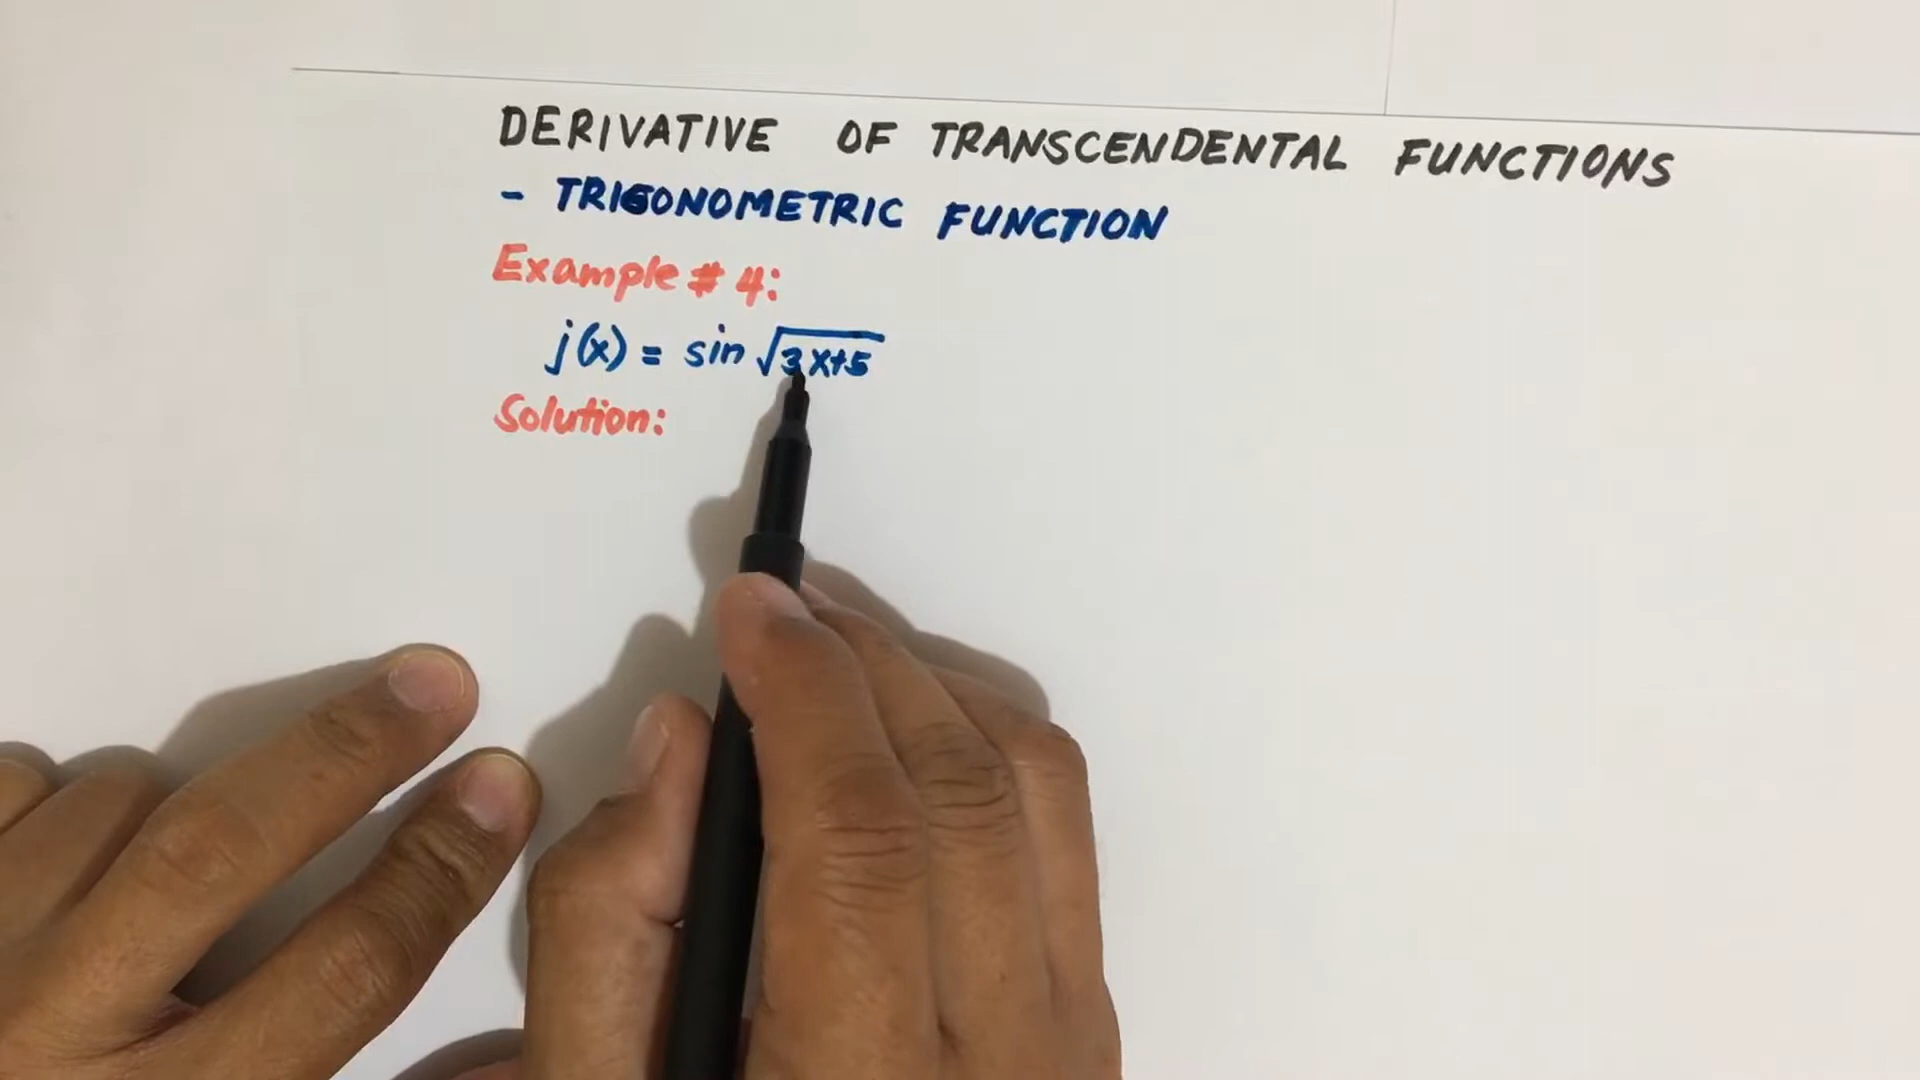 DERIVATIVE OF TRANSCENDENTAL FUNCTIONS
- TRIGONOMETRIC FUNCTION
Example # 4:
j(x) = sin √3x+5
Solution: